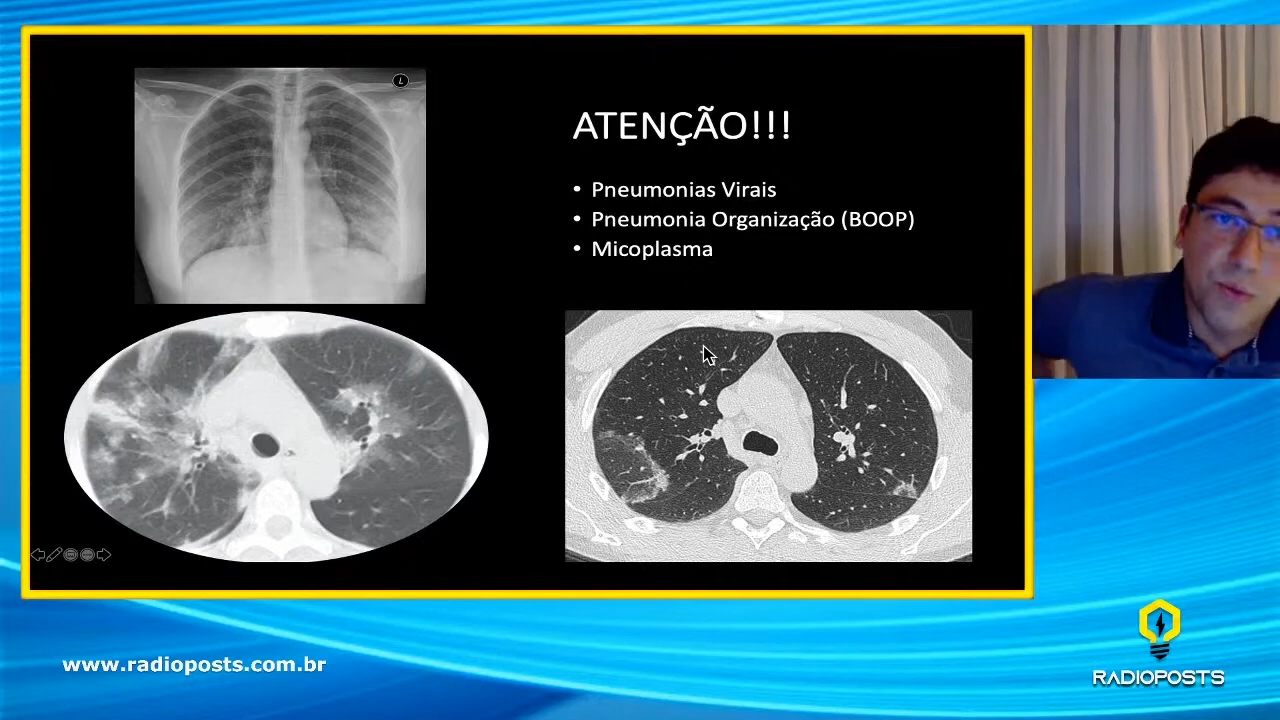 L
ATENÇÃO!!!
• Pneumonias Virais
• Pneumonia Organização (BOOP)
• Micoplasma
www.radioposts.com.br
RADIOPOSTS